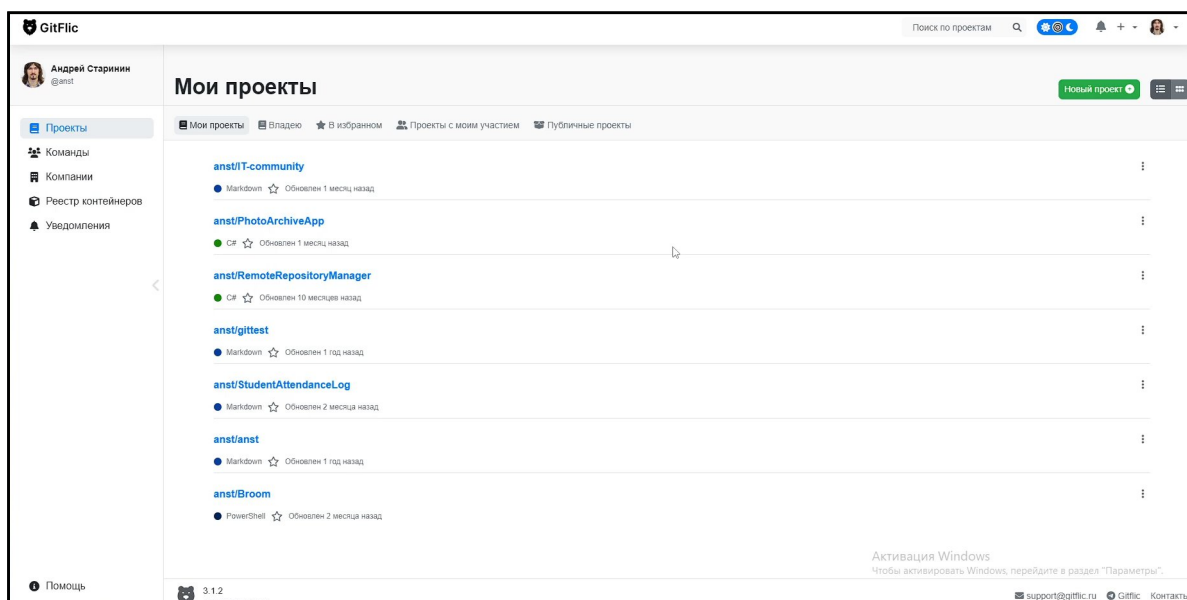 GitFlic
Поиск по проектам
Андрей Старинин
@anst
Мои проекты
Новый проект
Проекты
Команды
Компании
Реестр контейнеров
Уведомления
Мои проекты Владею В избранном Проекты с моим участием Публичные проекты
anst/IT-community
Markdown Обновлен 1 месяц назад
anst/PhotoArchiveApp
C# Обновлен 1 месяц назад
anst/RemoteRepositoryManager
C# Обновлен 10 месяцев назад
anst/gittest
Markdown Обновлен 1 год назад
anst/StudentAttendanceLog
Markdown Обновлен 2 месяца назад
anst/anst
Markdown Обновлен 1 год назад
anst/Broom
PowerShell Обновлен 2 месяца назад
Активация Windows
Чтобы активировать Windows, перейдите в раздел "Параметры".
Помощь
3.1.2
support@gitflic.ru Gitflic Контакты